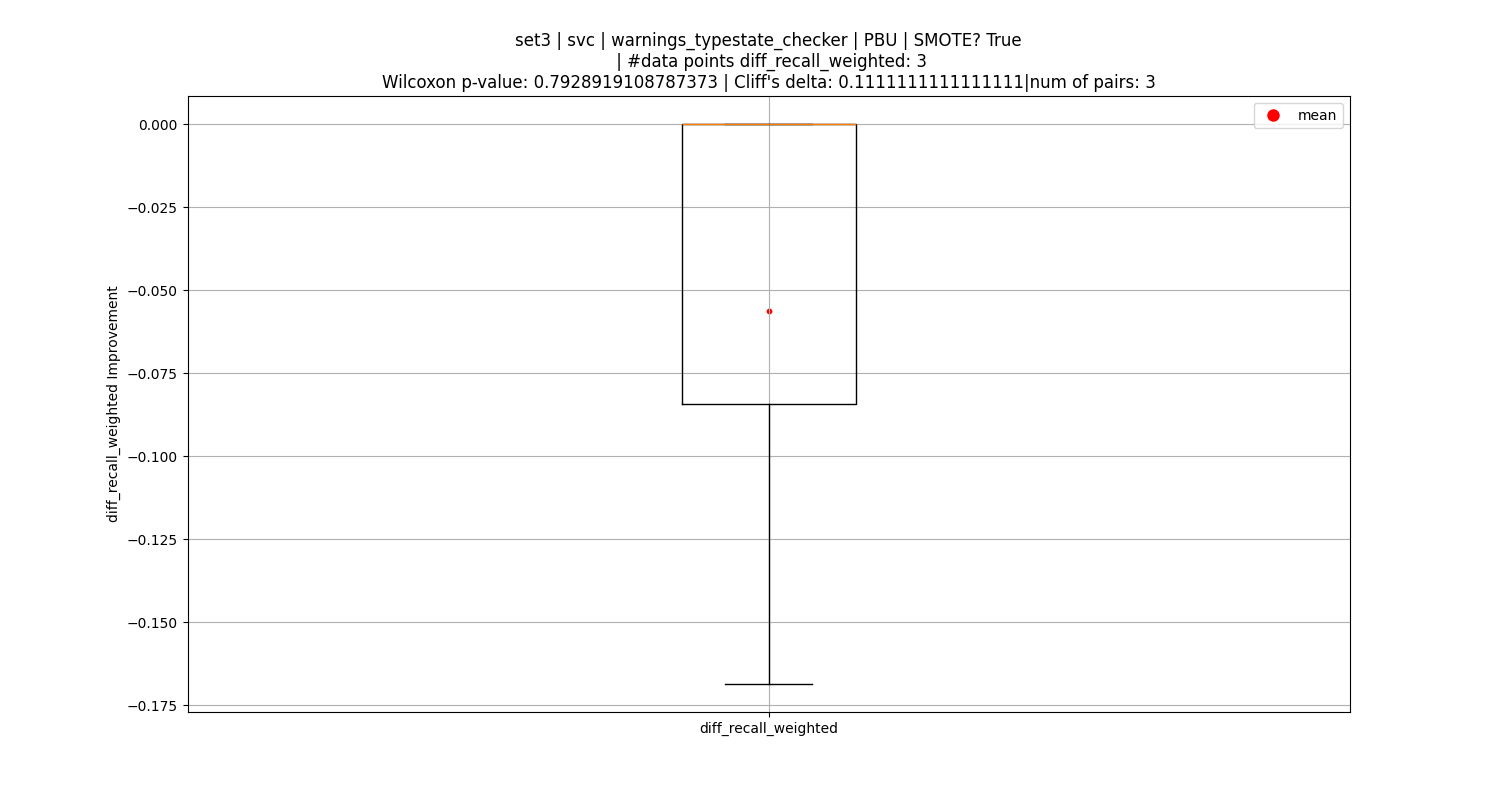 set3 | svc | warnings_typestate_checker | PBU | SMOTE? True
| #data points diff_recall_weighted: 3
Wilcoxon p-value: 0.7928919108787373 | Cliff's delta: 0.1111111111111111|num of pairs: 3
mean
0.000
−0.025
−0.050
−0.075
−0.100
−0.125
−0.150
−0.175
diff_recall_weighted Improvement
diff_recall_weighted